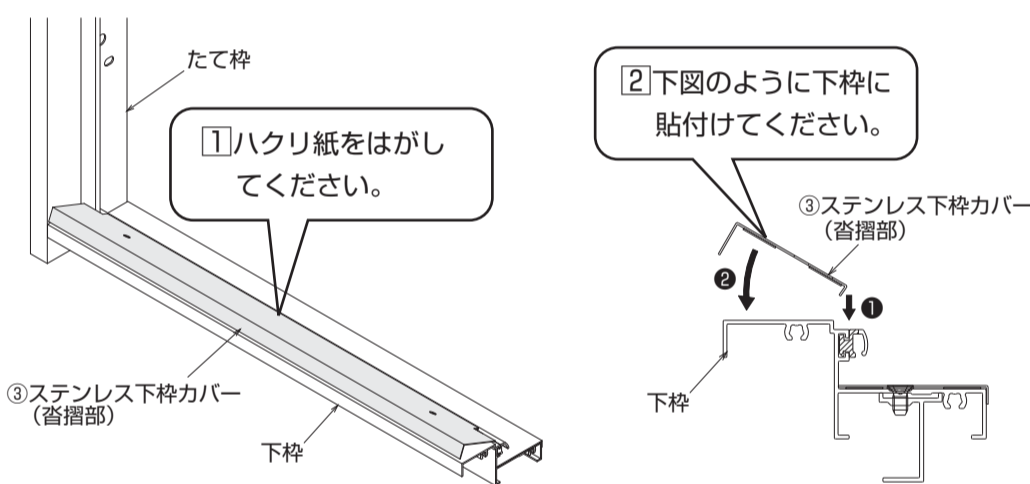 たて枠
1ハクリ紙をはがし
てください。
③ステンレス下枠カバー
(沓摺部)
下枠
2下図のように下枠に
貼付けてください。
③ステンレス下枠カバー
(沓摺部)
❷
❶
下枠